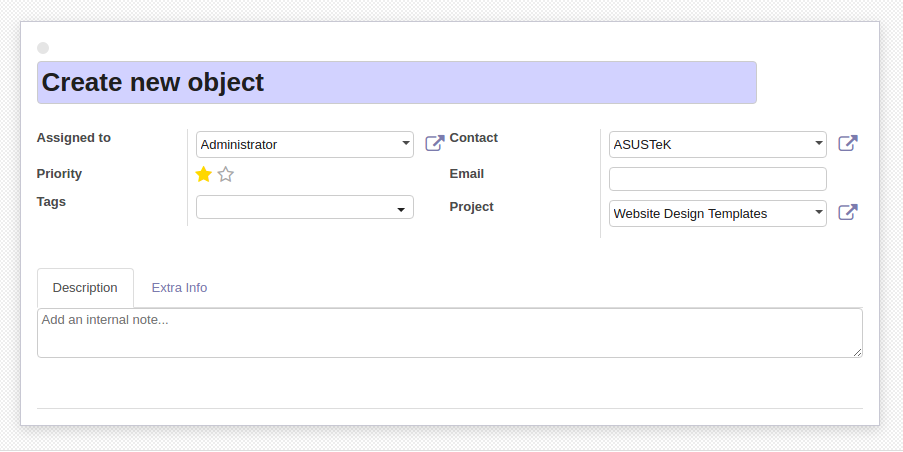 Create new object
Assigned to
Administrator
Priority
Tags
Contact
ASUSTeK
Email
Project
Website Design Templates
Description
Extra Info
Add an internal note...